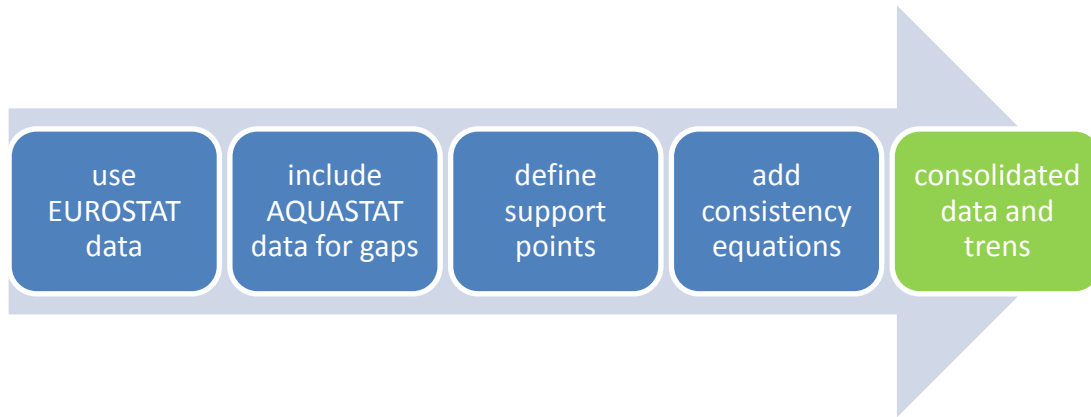 use
EUROSTAT
data
include
AQUASTAT
data for gaps
define
support
points
add
consistency
equations
consolidated
data and
trens